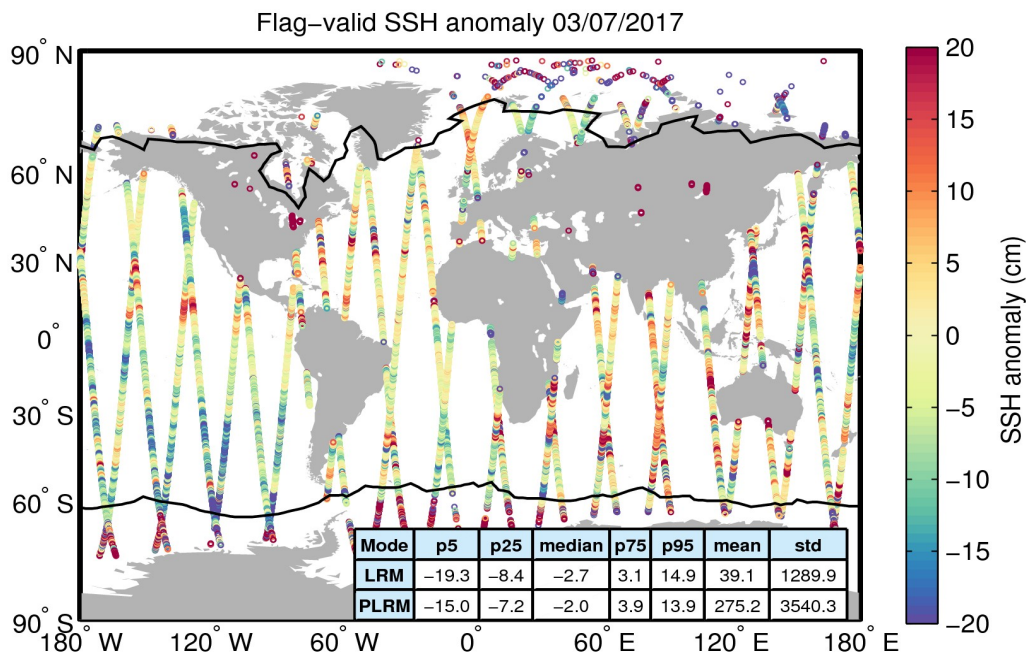 Flag−valid SSH anomaly 03/07/2017
90° N
60° N
30° N
0°
30° S
60° S
90° S
180° W 120° W 60° W 0° 60° E 120° E 180° E
Mode p5 p25 median p75 p95 mean std
LRM −19.3 −8.4 −2.7 3.1 14.9 39.1 1289.9
PLRM −15.0 −7.2 −2.0 3.9 13.9 275.2 3540.3
20
15
10
5
0
−5
−10
−15
−20
SSH anomaly (cm)